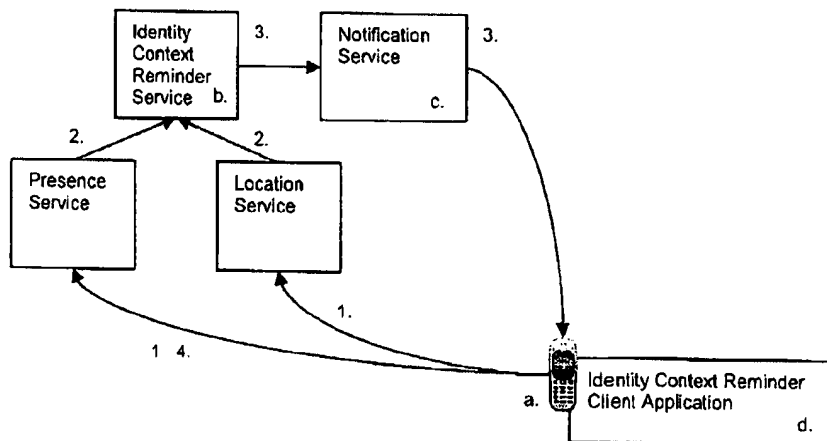 Identity
Context
Reminder
Service
b.
3.
Notification
Service
c.
3.
2.
2.
Presence
Service
Location
Service
1.
1 4.
a.
Identity Context Reminder
Client Application
d.